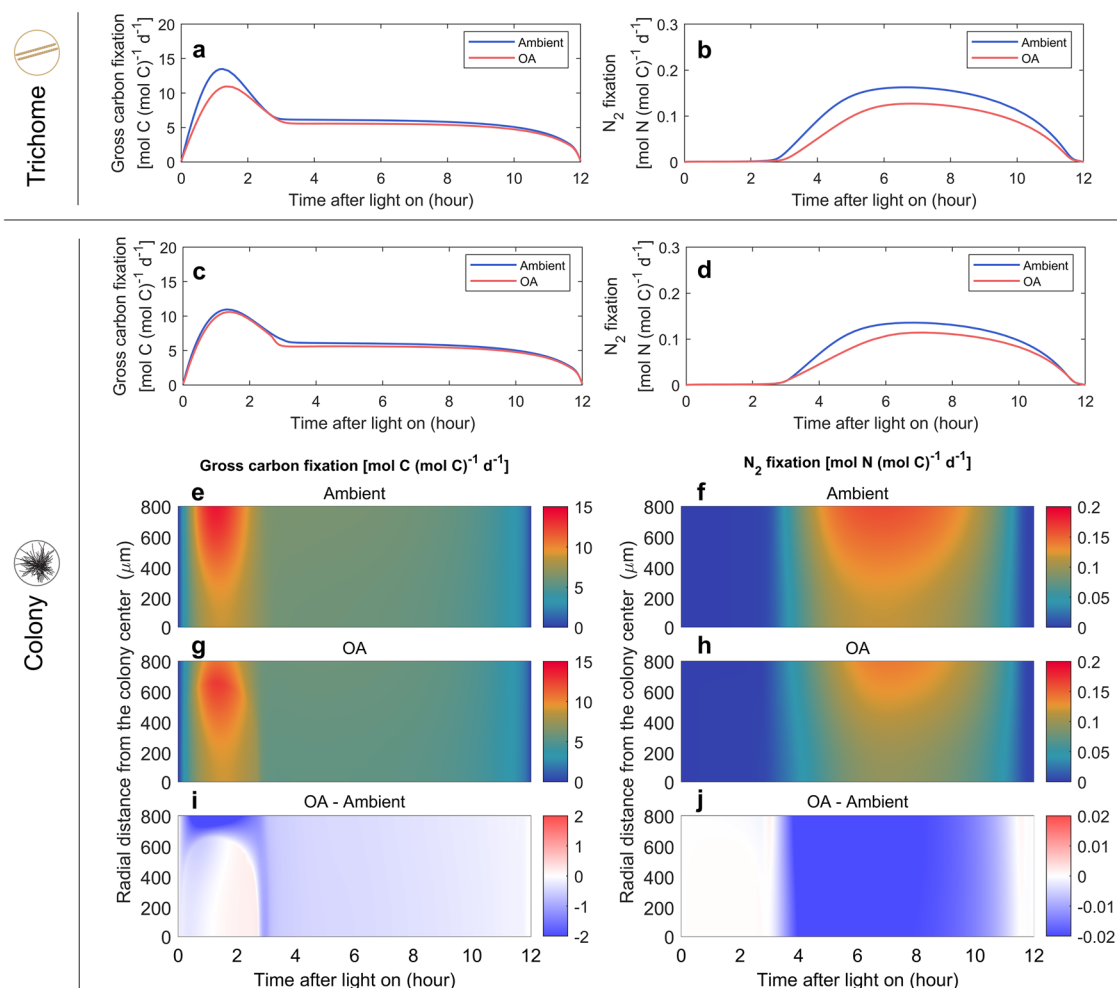 Trichome
a
Gross carbon fixation
[mol C (mol C)⁻¹ d⁻¹]
20
15
10
5
0
Ambient
OA
0 2 4 6 8 10 12
Time after light on (hour)
b
N₂ fixation
[mol N (mol C)⁻¹ d⁻¹]
0.3
0.2
0.1
0
Ambient
OA
0 2 4 6 8 10 12
Time after light on (hour)
Colony
c
Gross carbon fixation
[mol C (mol C)⁻¹ d⁻¹]
20
15
10
5
0
Ambient
OA
0 2 4 6 8 10 12
Time after light on (hour)
d
N₂ fixation
[mol N (mol C)⁻¹ d⁻¹]
0.3
0.2
0.1
0
Ambient
OA
0 2 4 6 8 10 12
Time after light on (hour)
Gross carbon fixation [mol C (mol C)⁻¹ d⁻¹]
N₂ fixation [mol N (mol C)⁻¹ d⁻¹]
Radial distance from the colony center (μm)
e
Ambient
800
600
400
200
0
15
10
5
0
Radial distance from the colony center (μm)
f
Ambient
800
600
400
200
0
0.2
0.15
0.1
0.05
0
g
OA
800
600
400
200
0
15
10
5
0
h
OA
800
600
400
200
0
0.2
0.15
0.1
0.05
0
i
OA - Ambient
800
600
400
200
0
2
1
0
-1
-2
0 2 4 6 8 10 12
Time after light on (hour)
j
OA - Ambient
800
600
400
200
0
0.02
0.01
0
-0.01
-0.02
0 2 4 6 8 10 12
Time after light on (hour)